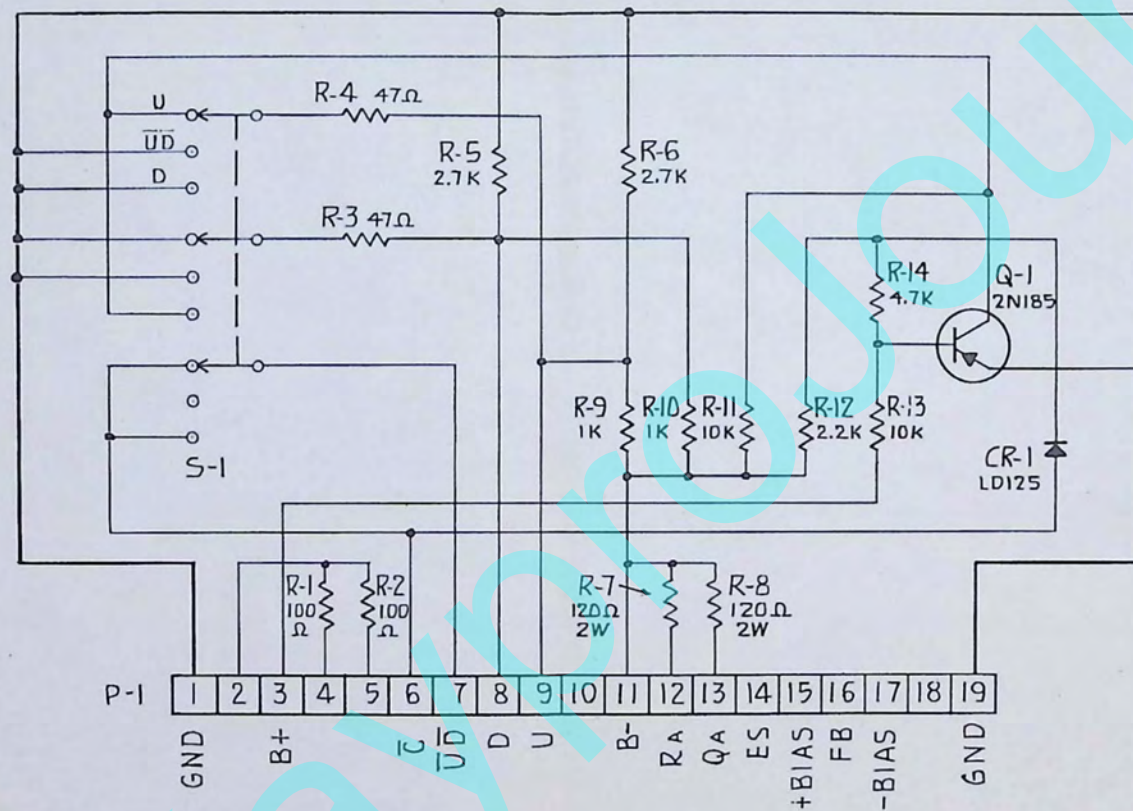 R-4 47Ω
U
U̅D̅
D
R-5
2.7K
R-6
2.7K
R-3 47Ω
R-14
4.7K
Q-1
2N185
R-9
1K
R-10
1K
R-11
10K
R-12
2.2K
R-13
10K
S-1
CR-1
LD125
R-1
100
Ω
R-2
100
Ω
R-7
120Ω
2W
R-8
120Ω
2W
P-1
1 2 3 4 5 6 7 8 9 10 11 12 13 14 15 16 17 18 19
GND
B+
C̅
U̅D̅
D
U
B-
RA
QA
ES
+BIAS
FB
-BIAS
GND
ayproJour